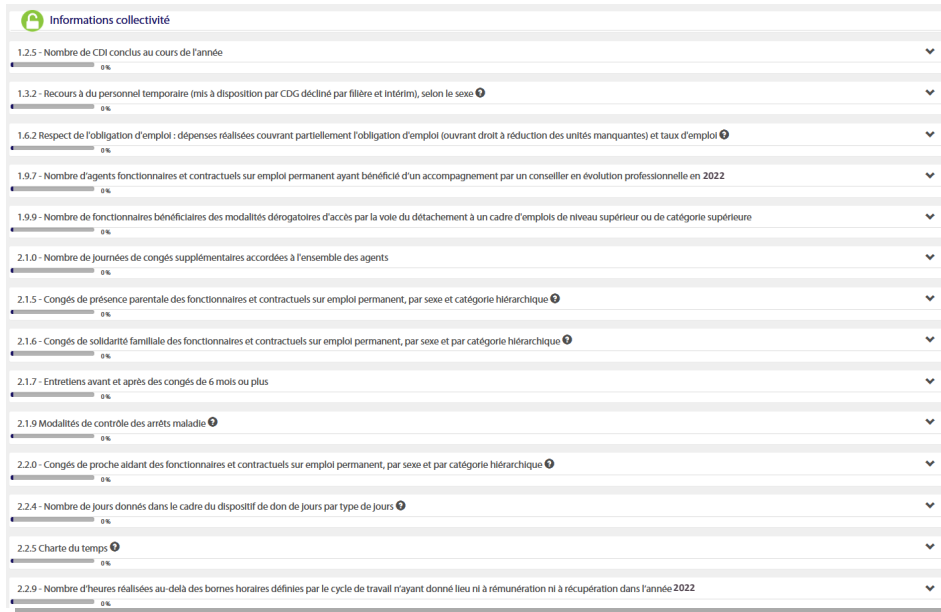 Informations collectivité
1.2.5 - Nombre de CDI conclus au cours de l'année
0%
1.3.2 - Recours à du personnel temporaire (mis à disposition par CDG décliné par filière et intérim), selon le sexe ?
0%
1.6.2 Respect de l'obligation d'emploi : dépenses réalisées couvrant partiellement l'obligation d'emploi (ouvrant droit à réduction des unités manquantes) et taux d'emploi ?
0%
1.9.7 - Nombre d'agents fonctionnaires et contractuels sur emploi permanent ayant bénéficié d'un accompagnement par un conseiller en évolution professionnelle en 2022
0%
1.9.9 - Nombre de fonctionnaires bénéficiaires des modalités dérogatoires d'accès par la voie du détachement à un cadre d'emplois de niveau supérieur ou de catégorie supérieure
0%
2.1.0 - Nombre de journées de congés supplémentaires accordées à l'ensemble des agents
0%
2.1.5 - Congés de présence parentale des fonctionnaires et contractuels sur emploi permanent, par sexe et catégorie hiérarchique ?
0%
2.1.6 - Congés de solidarité familiale des fonctionnaires et contractuels sur emploi permanent, par sexe et par catégorie hiérarchique ?
0%
2.1.7 - Entretiens avant et après des congés de 6 mois ou plus
0%
2.1.9 Modalités de contrôle des arrêts maladie ?
0%
2.2.0 - Congés de proche aidant des fonctionnaires et contractuels sur emploi permanent, par sexe et par catégorie hiérarchique ?
0%
2.2.4 - Nombre de jours donnés dans le cadre du dispositif de don de jours par type de jours ?
0%
2.2.5 Charte du temps ?
0%
2.2.9 - Nombre d'heures réalisées au-delà des bornes horaires définies par le cycle de travail n'ayant donné lieu ni à rémunération ni à récupération dans l'année 2022
0%